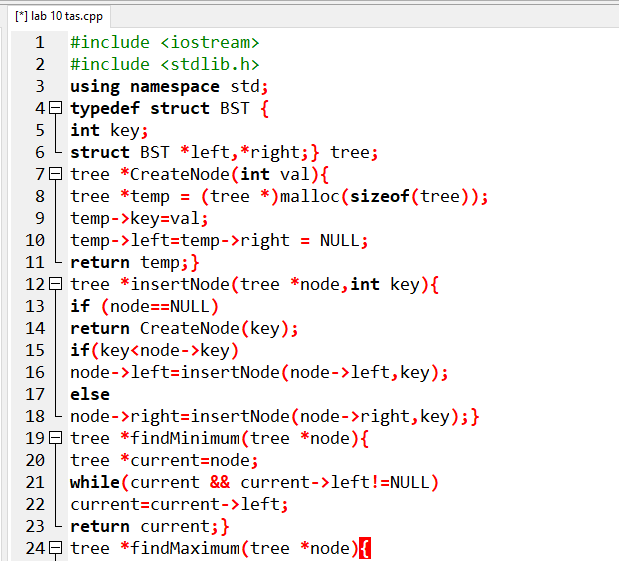 [*] lab 10 tas.cpp
1 #include <iostream>
2 #include <stdlib.h>
3 using namespace std;
4 typedef struct BST {
5 int key;
6 struct BST *left,*right;} tree;
7 tree *CreateNode(int val){
8 tree *temp = (tree *)malloc(sizeof(tree));
9 temp->key=val;
10 temp->left=temp->right = NULL;
11 return temp;}
12 tree *insertNode(tree *node,int key){
13 if (node==NULL)
14 return CreateNode(key);
15 if(key<node->key)
16 node->left=insertNode(node->left,key);
17 else
18 node->right=insertNode(node->right,key);}
19 tree *findMinimum(tree *node){
20 tree *current=node;
21 while(current && current->left!=NULL)
22 current=current->left;
23 return current;}
24 tree *findMaximum(tree *node){